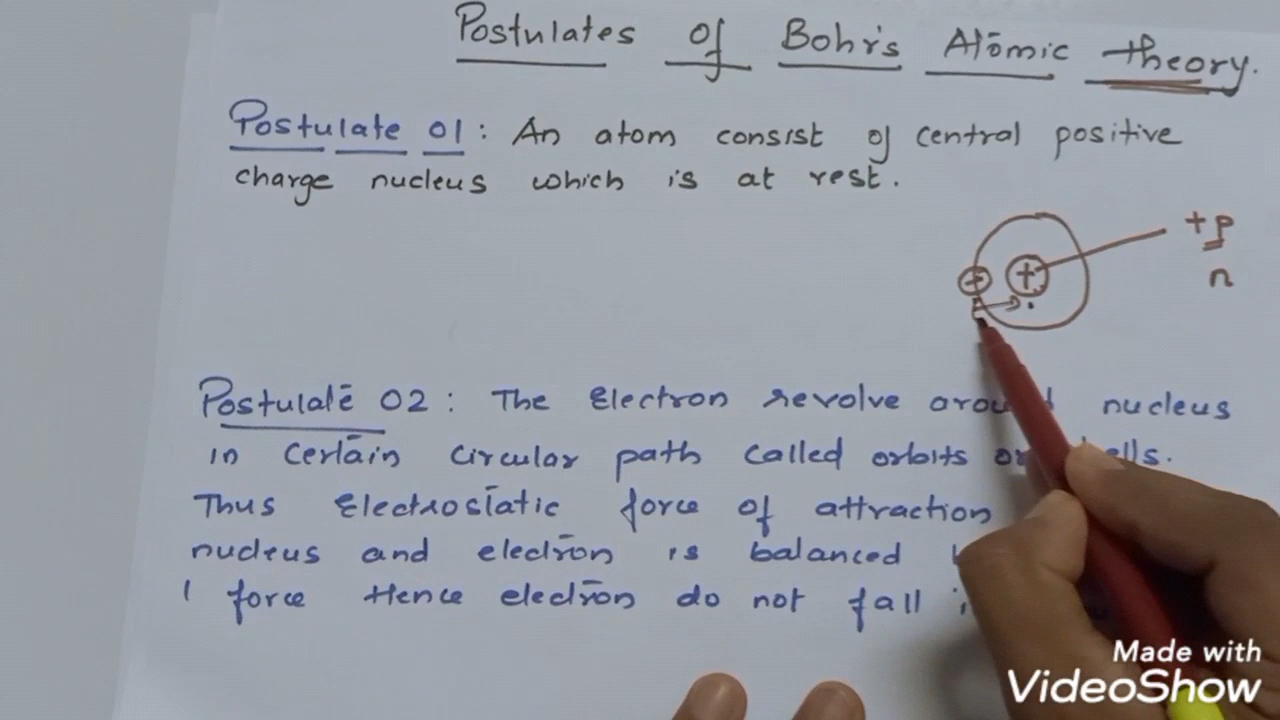 Postulates Of Bohr's Atomic theory.
Postulate 01 : An atom consist of central positive
charge nucleus which is at rest.
+p
n
Postulate 02 : The Electron revolve nucleus
in certain circular path called orbits
Thus Electrostatic force of attraction
nucleus and electron is balanced
force Hence electron do not fall
Made with
VideoShow